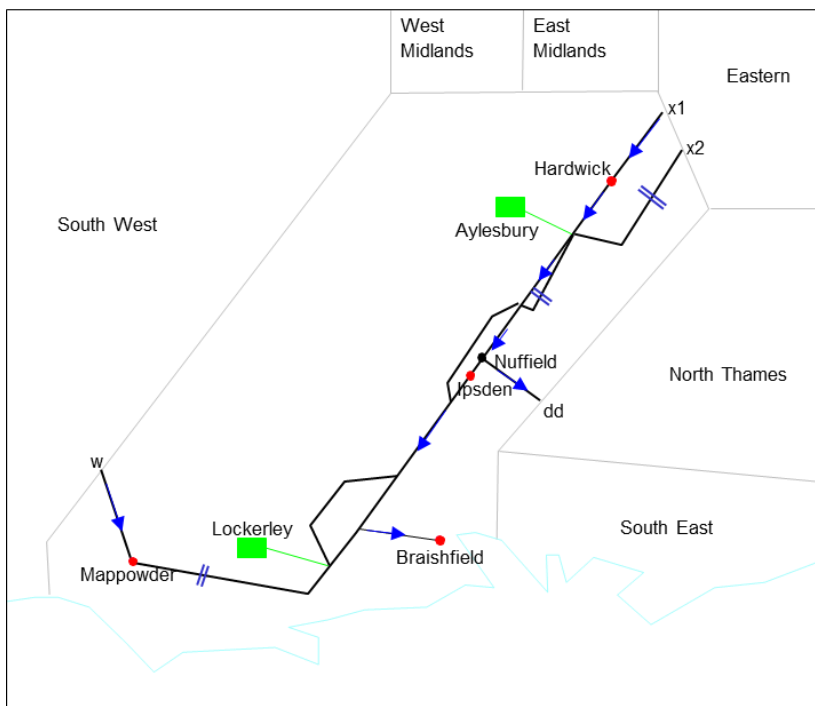 West
Midlands
East
Midlands
Eastern
x1
x2
Hardwick
South West
Aylesbury
Nuffield
Ipsden
North Thames
dd
w
Lockerley
South East
Braishfield
Mappowder